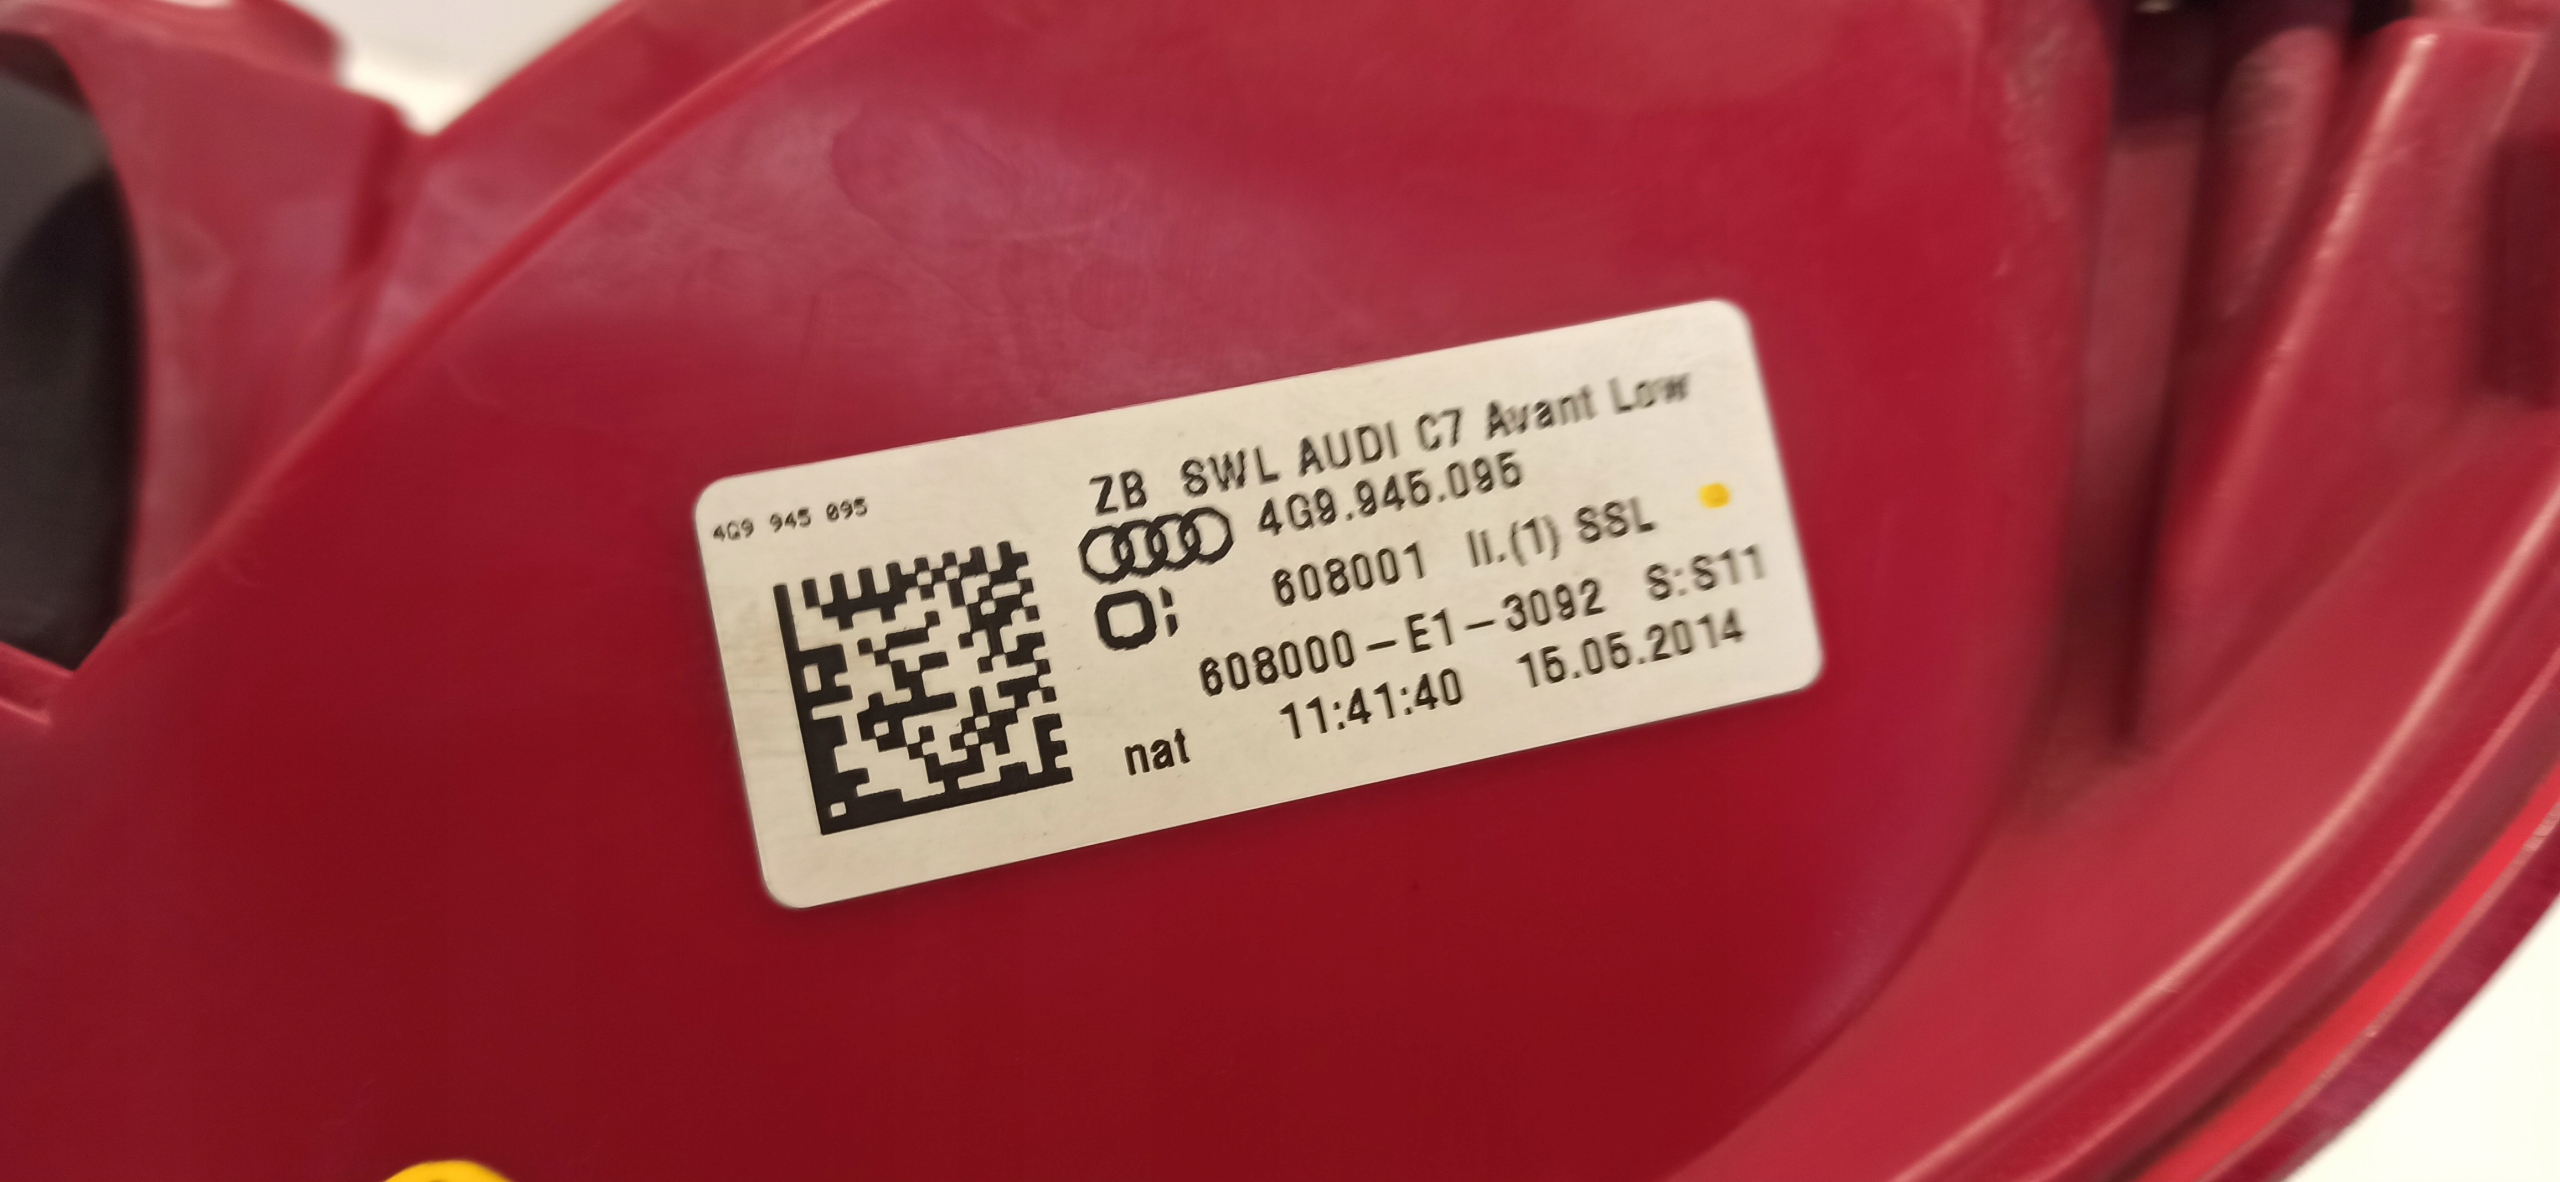 4G9 945 095
ZB SWL AUDI C7 Avant Low
4G9.945.095
608001 li.(1) SSL
608000-E1-3092 S:S11
nat 11:41:40 15.05.2014